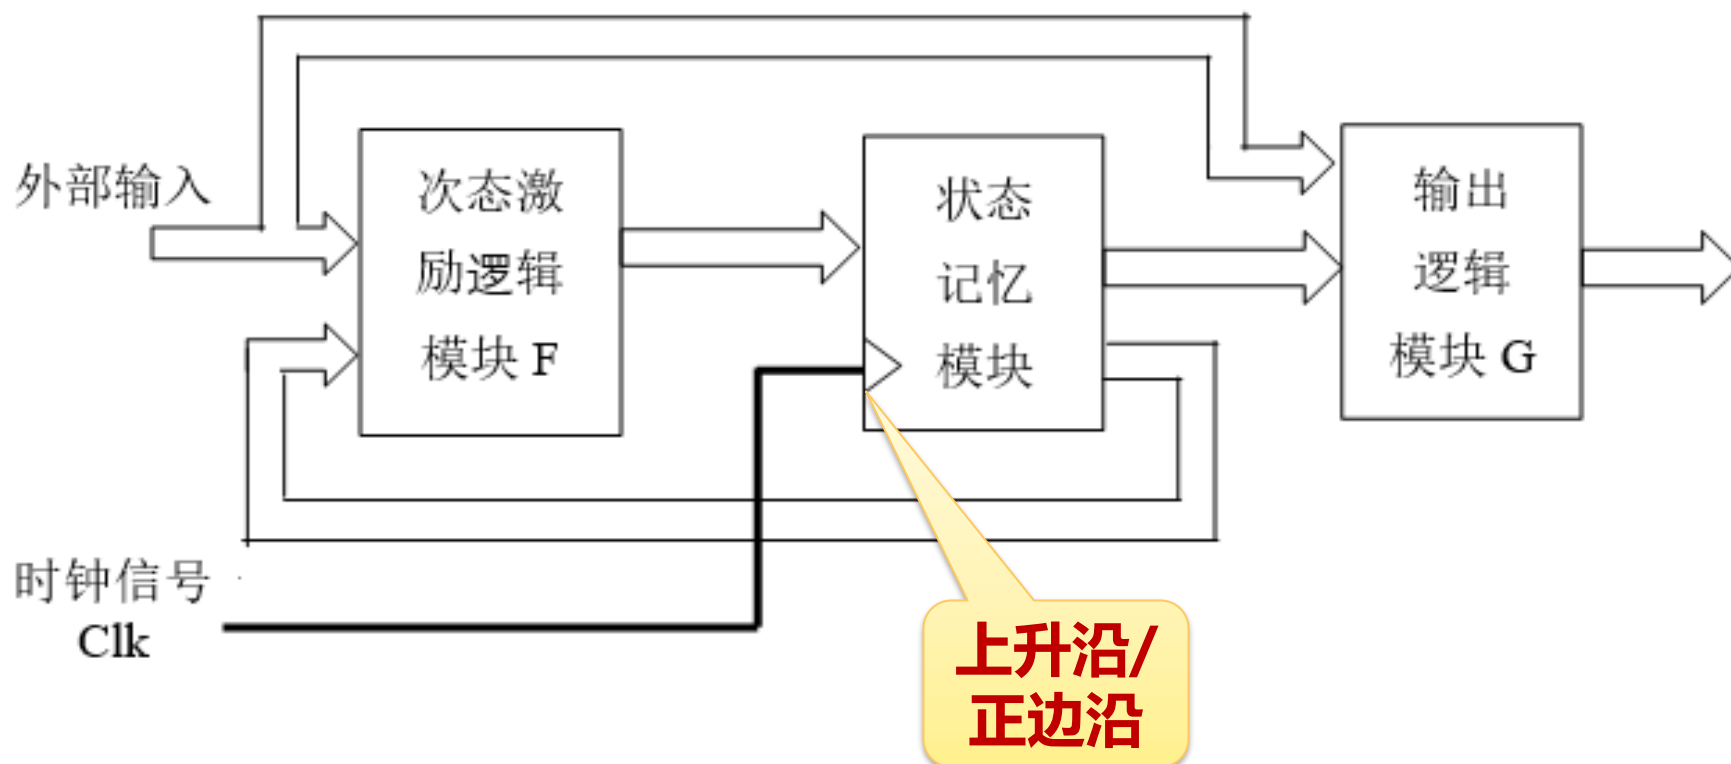 外部输入
次态激
励逻辑
模块 F
状态
记忆
模块
输出
逻辑
模块 G
时钟信号
Clk
上升沿/
正边沿